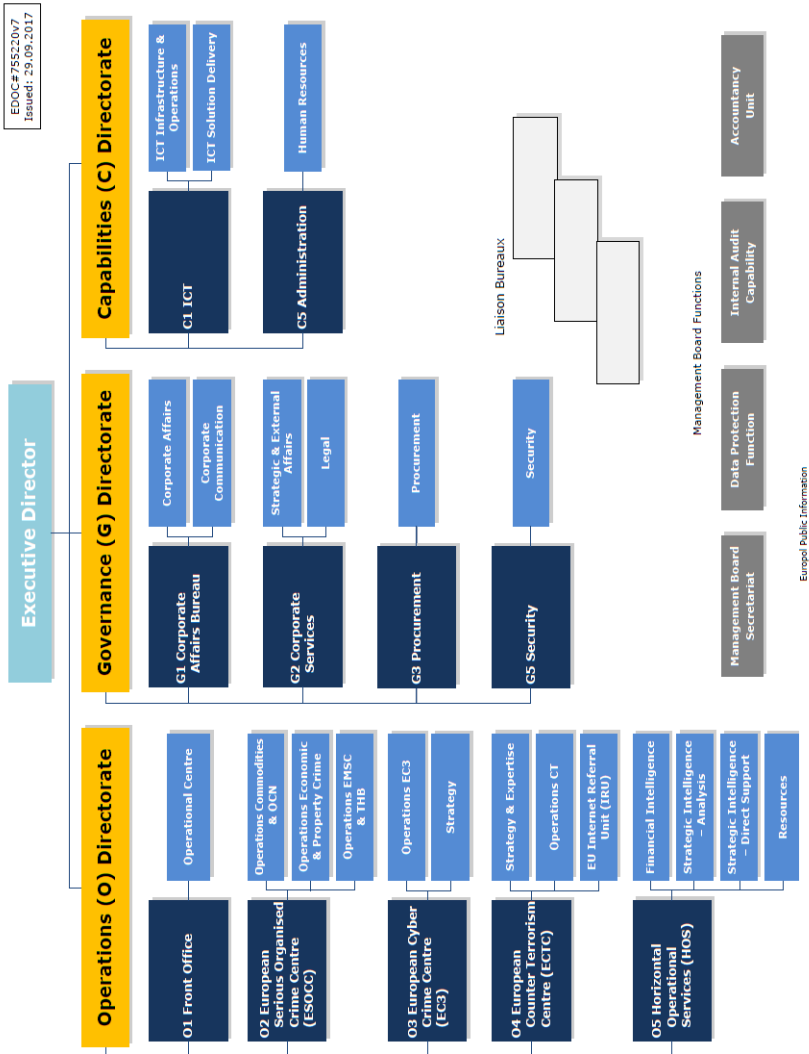 EDOC#755220v7
Issued: 29.09.2017
Executive Director
Operations (O) Directorate
O1 Front Office
Operational Centre
O2 European
Serious Organised
Crime Centre
(ESOCC)
Operations Commodities
& OCN
Operations Economic
& Property Crime
Operations EMSC
& THB
O3 European Cyber
Crime Centre
(EC3)
Operations EC3
Strategy
O4 European
Counter Terrorism
Centre (ECTC)
Strategy & Expertise
Operations CT
EU Internet Referral
Unit (IRU)
O5 Horizontal
Operational
Services (HOS)
Financial Intelligence
Strategic Intelligence
– Analysis
Strategic Intelligence
– Direct Support
Resources
Governance (G) Directorate
G1 Corporate
Affairs Bureau
Corporate Affairs
Corporate
Communication
G2 Corporate
Services
Strategic & External
Affairs
Legal
G3 Procurement
Procurement
G5 Security
Security
Capabilities (C) Directorate
C1 ICT
ICT Infrastructure &
Operations
ICT Solution Delivery
C5 Administration
Human Resources
Liaison Bureaux
Management Board Functions
Management Board
Secretariat
Data Protection
Function
Internal Audit
Capability
Accountancy
Unit
Europol Public Information